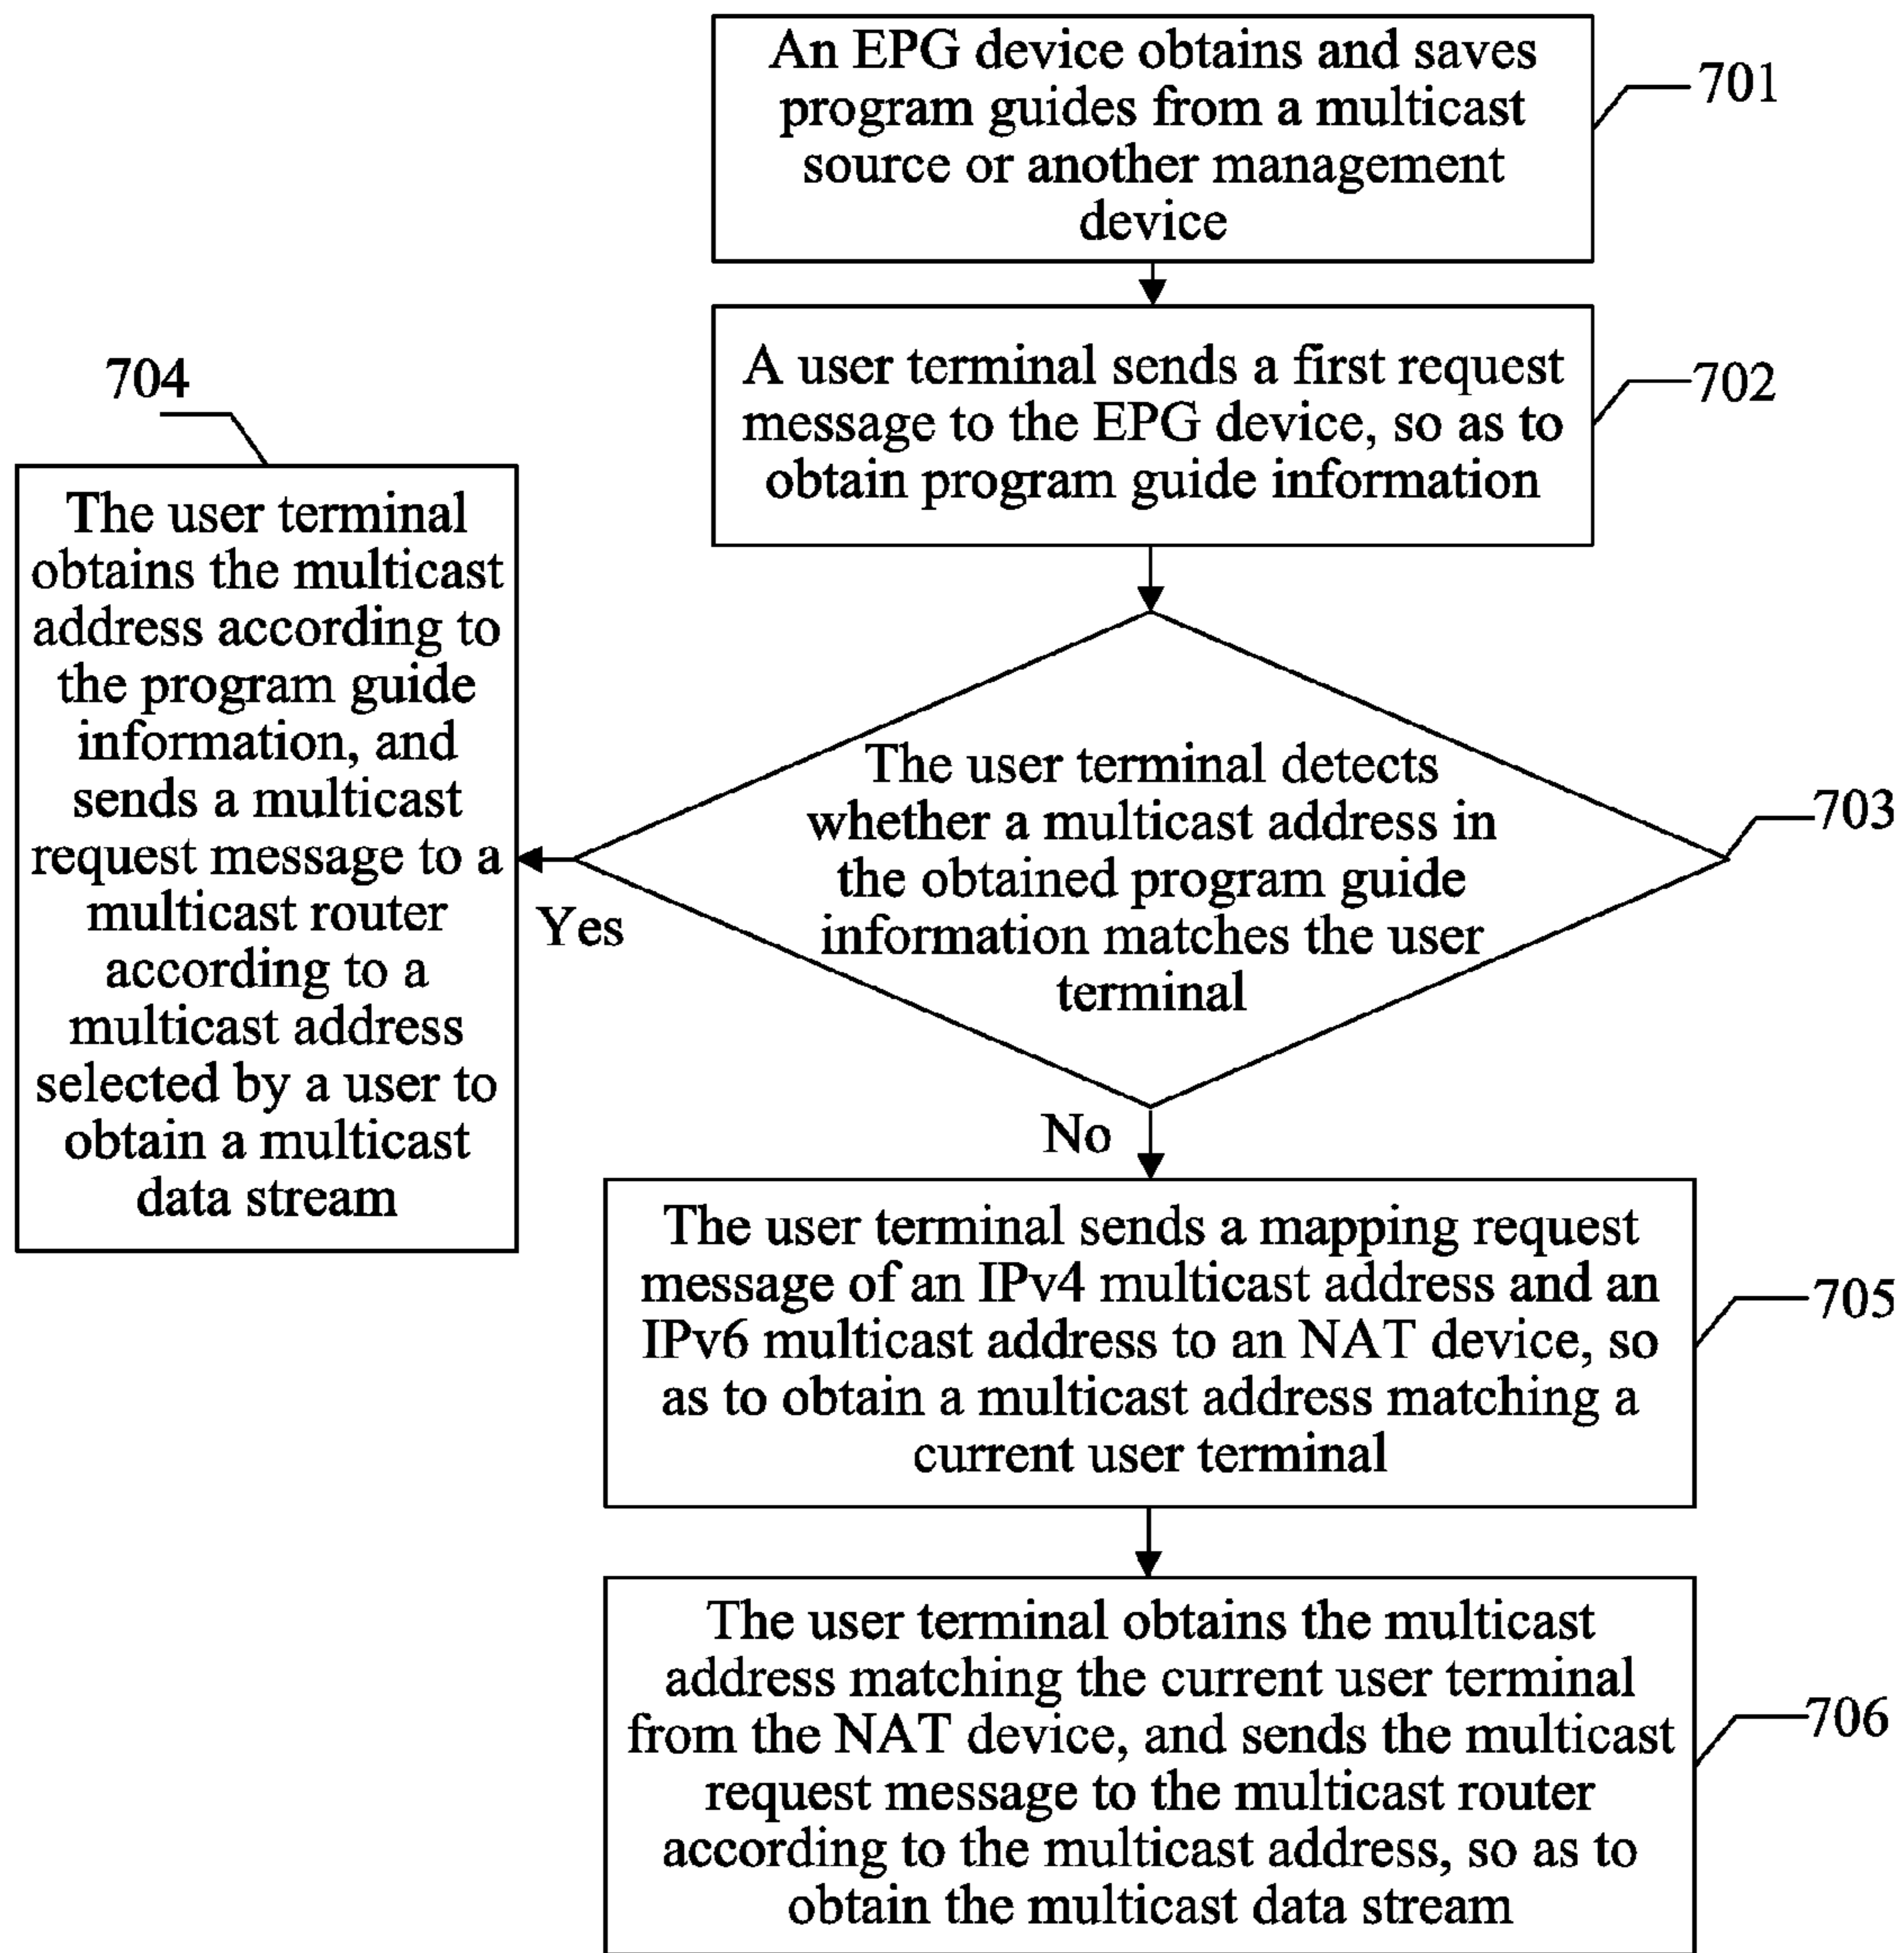 An EPG device obtains and saves
program guides from a multicast
source or another management
device
701
A user terminal sends a first request
message to the EPG device, so as to
obtain program guide information
702
The user terminal detects
whether a multicast address in
the obtained program guide
information matches the user
terminal
703
Yes
704
The user terminal
obtains the multicast
address according to
the program guide
information, and
sends a multicast
request message to a
multicast router
according to a
multicast address
selected by a user to
obtain a multicast
data stream
No
The user terminal sends a mapping request
message of an IPv4 multicast address and an
IPv6 multicast address to an NAT device, so
as to obtain a multicast address matching a
current user terminal
705
The user terminal obtains the multicast
address matching the current user terminal
from the NAT device, and sends the multicast
request message to the multicast router
according to the multicast address, so as to
obtain the multicast data stream
706